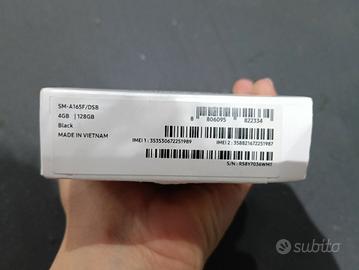 SM-A165F/DSB
4GB | 128GB
Black
MADE IN VIETNAM
8 806095 822334
IMEI 1 : 353530672251989
IMEI 2 : 358821672251987
S/N : R58Y7036WMT
subito